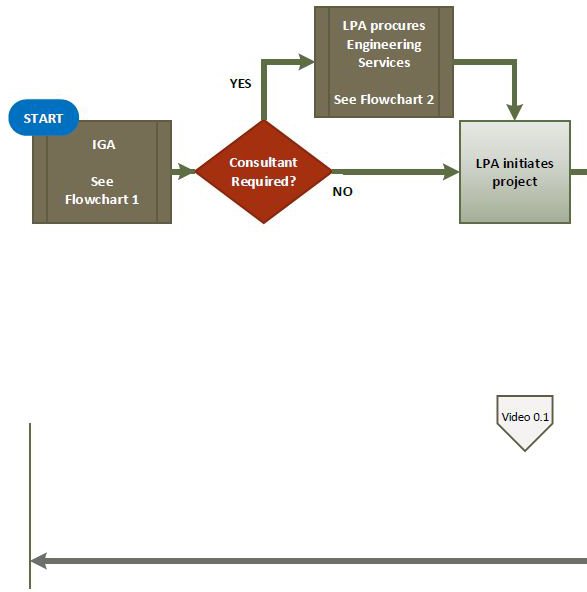 LPA procures
Engineering
Services
See Flowchart 2
YES
START
IGA
See
Flowchart 1
Consultant
Required?
NO
LPA initiates
project
Video 0.1